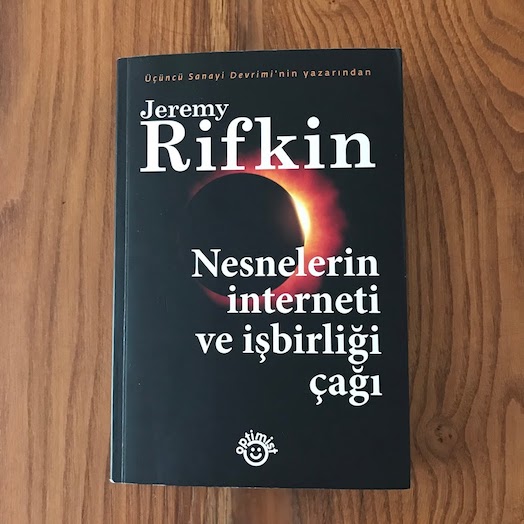 Üçüncü Sanayi Devrimi'nin yazarından
Jeremy
Rifkin
Nesnelerin
interneti
ve işbirliği
çağı
optimist